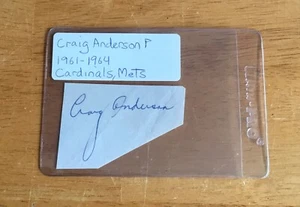 Craig Anderson P
1961-1964
Cardinals, Mets
Craig Anderson